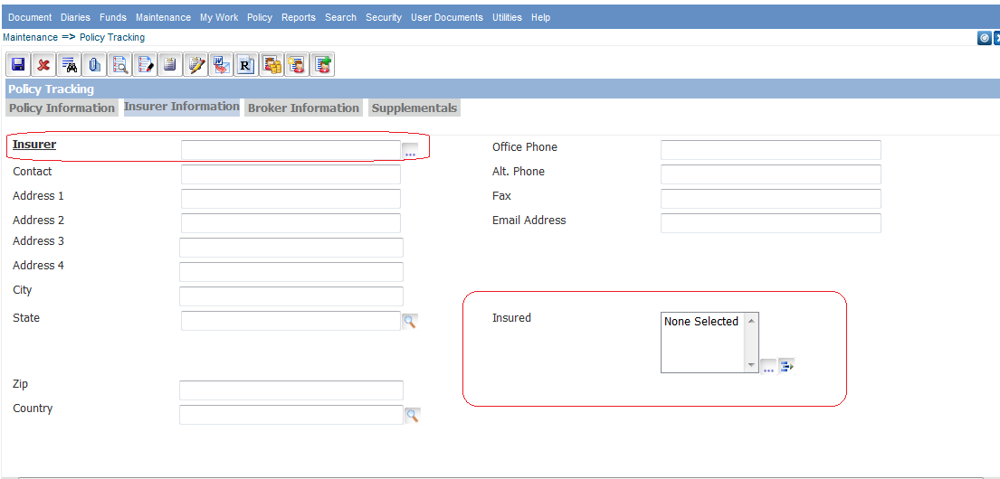 Document Diaries Funds Maintenance My Work Policy Reports Search Security User Documents Utilities Help
Maintenance => Policy Tracking
R
Policy Tracking
Policy Information Insurer Information Broker Information Supplementals
Insurer ... Office Phone
Contact Alt. Phone
Address 1 Fax
Address 2 Email Address
Address 3
Address 4
City
State Insured None Selected
...
Zip
Country